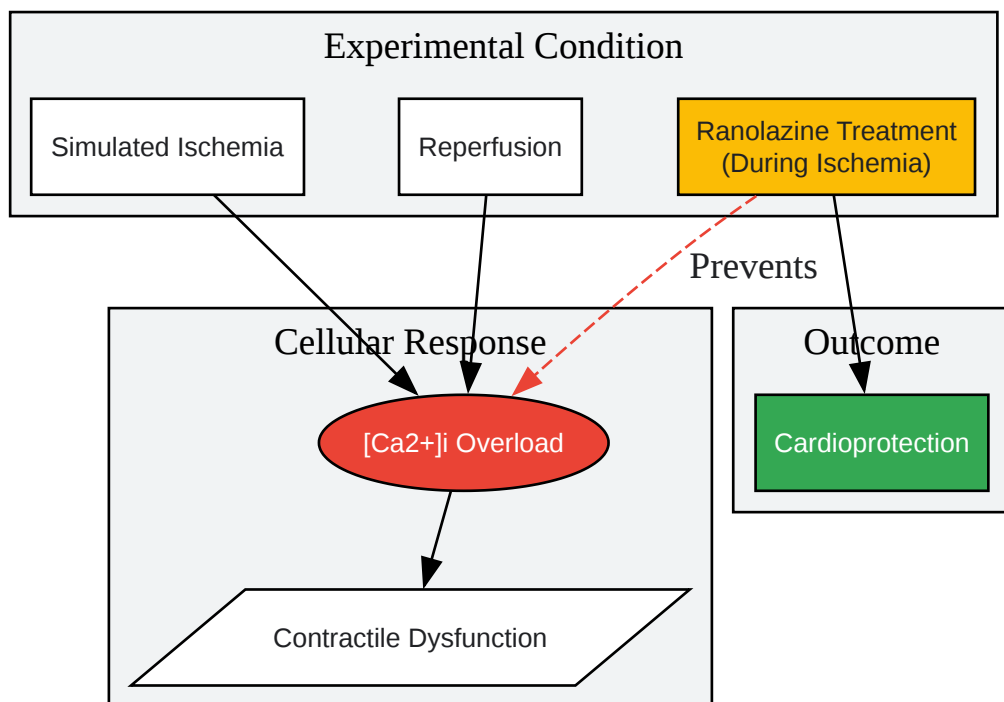 Experimental Condition
Simulated Ischemia
Reperfusion
Ranolazine Treatment
(During Ischemia)
Prevents
Cellular Response
Outcome
[Ca2+]i Overload
Cardioprotection
Contractile Dysfunction